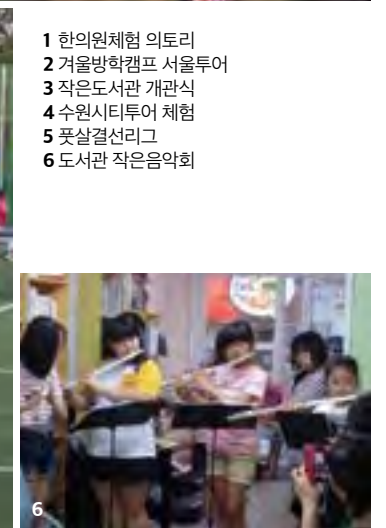 1 한의원체험 의토리
2 겨울방학캠프 서울투어
3 작은도서관 개관식
4 수원시티투어 체험
5 풋살결선리그
6 도서관 작은음악회
6